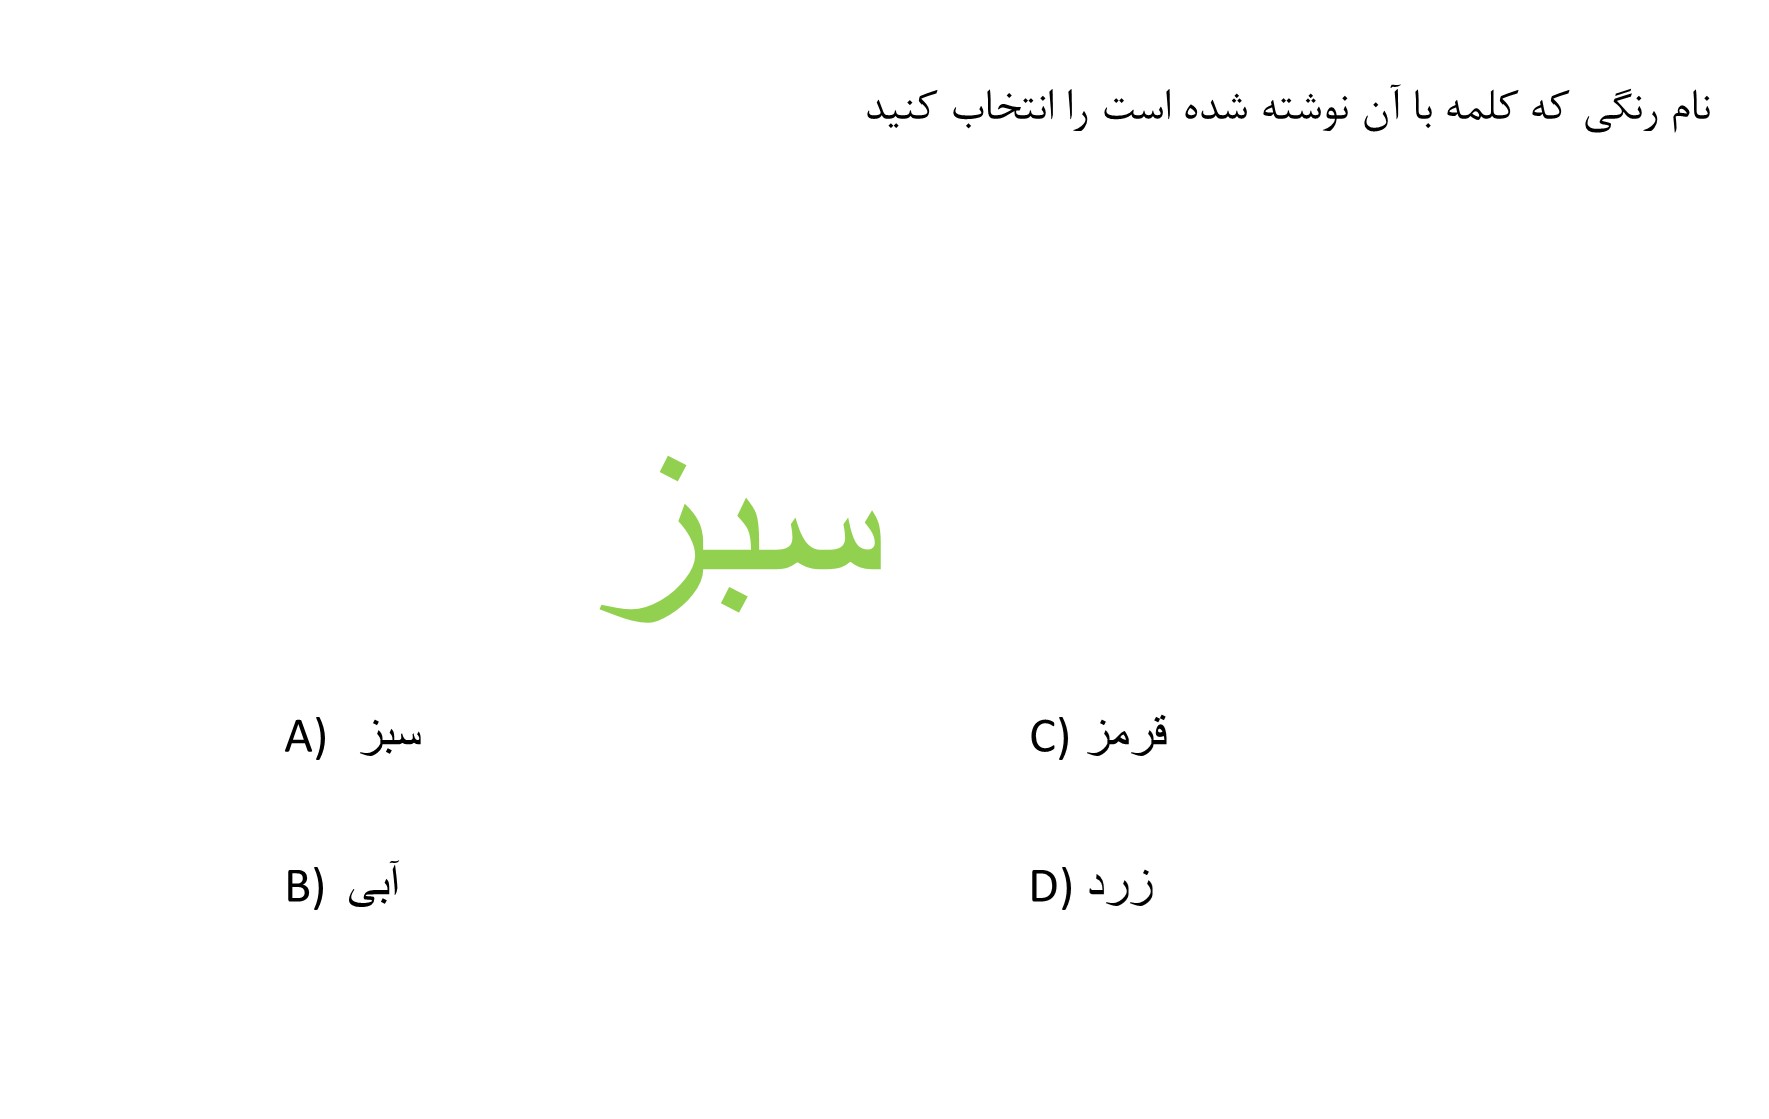 نام رنگی که کلمه با آن نوشته شده است را انتخاب کنید
سبز
A) سبز
C) قرمز
B) آبی
D) زرد